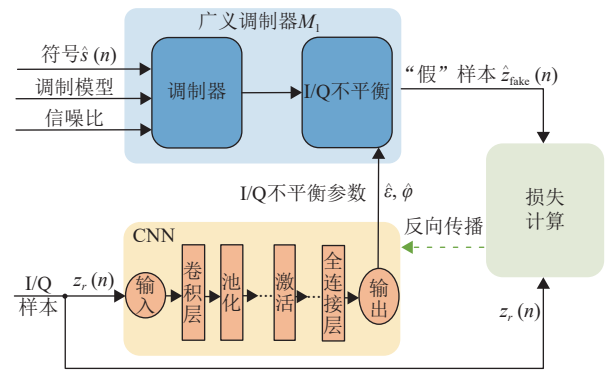 广义调制器M₁
符号ŝ(n)
调制模型
信噪比
调制器
I/Q不平衡
“假”样本 ẑ_fake(n)
I/Q不平衡参数 ε̂, φ̂
损失
计算
反向传播
CNN
I/Q
样本
z_r(n)
输入
卷积层
池化
激活
全连接层
输出
z_r(n)